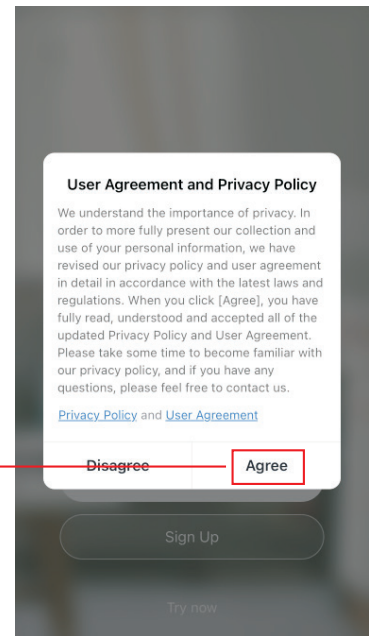 User Agreement and Privacy Policy
We understand the importance of privacy. In
order to more fully present our collection and
use of your personal information, we have
revised our privacy policy and user agreement
in detail in accordance with the latest laws and
regulations. When you click [Agree], you have
fully read, understood and accepted all of the
updated Privacy Policy and User Agreement.
Please take some time to become familiar with
our privacy policy, and if you have any
questions, please feel free to contact us.
Privacy Policy and User Agreement
Disagree Agree
Sign Up
Try now